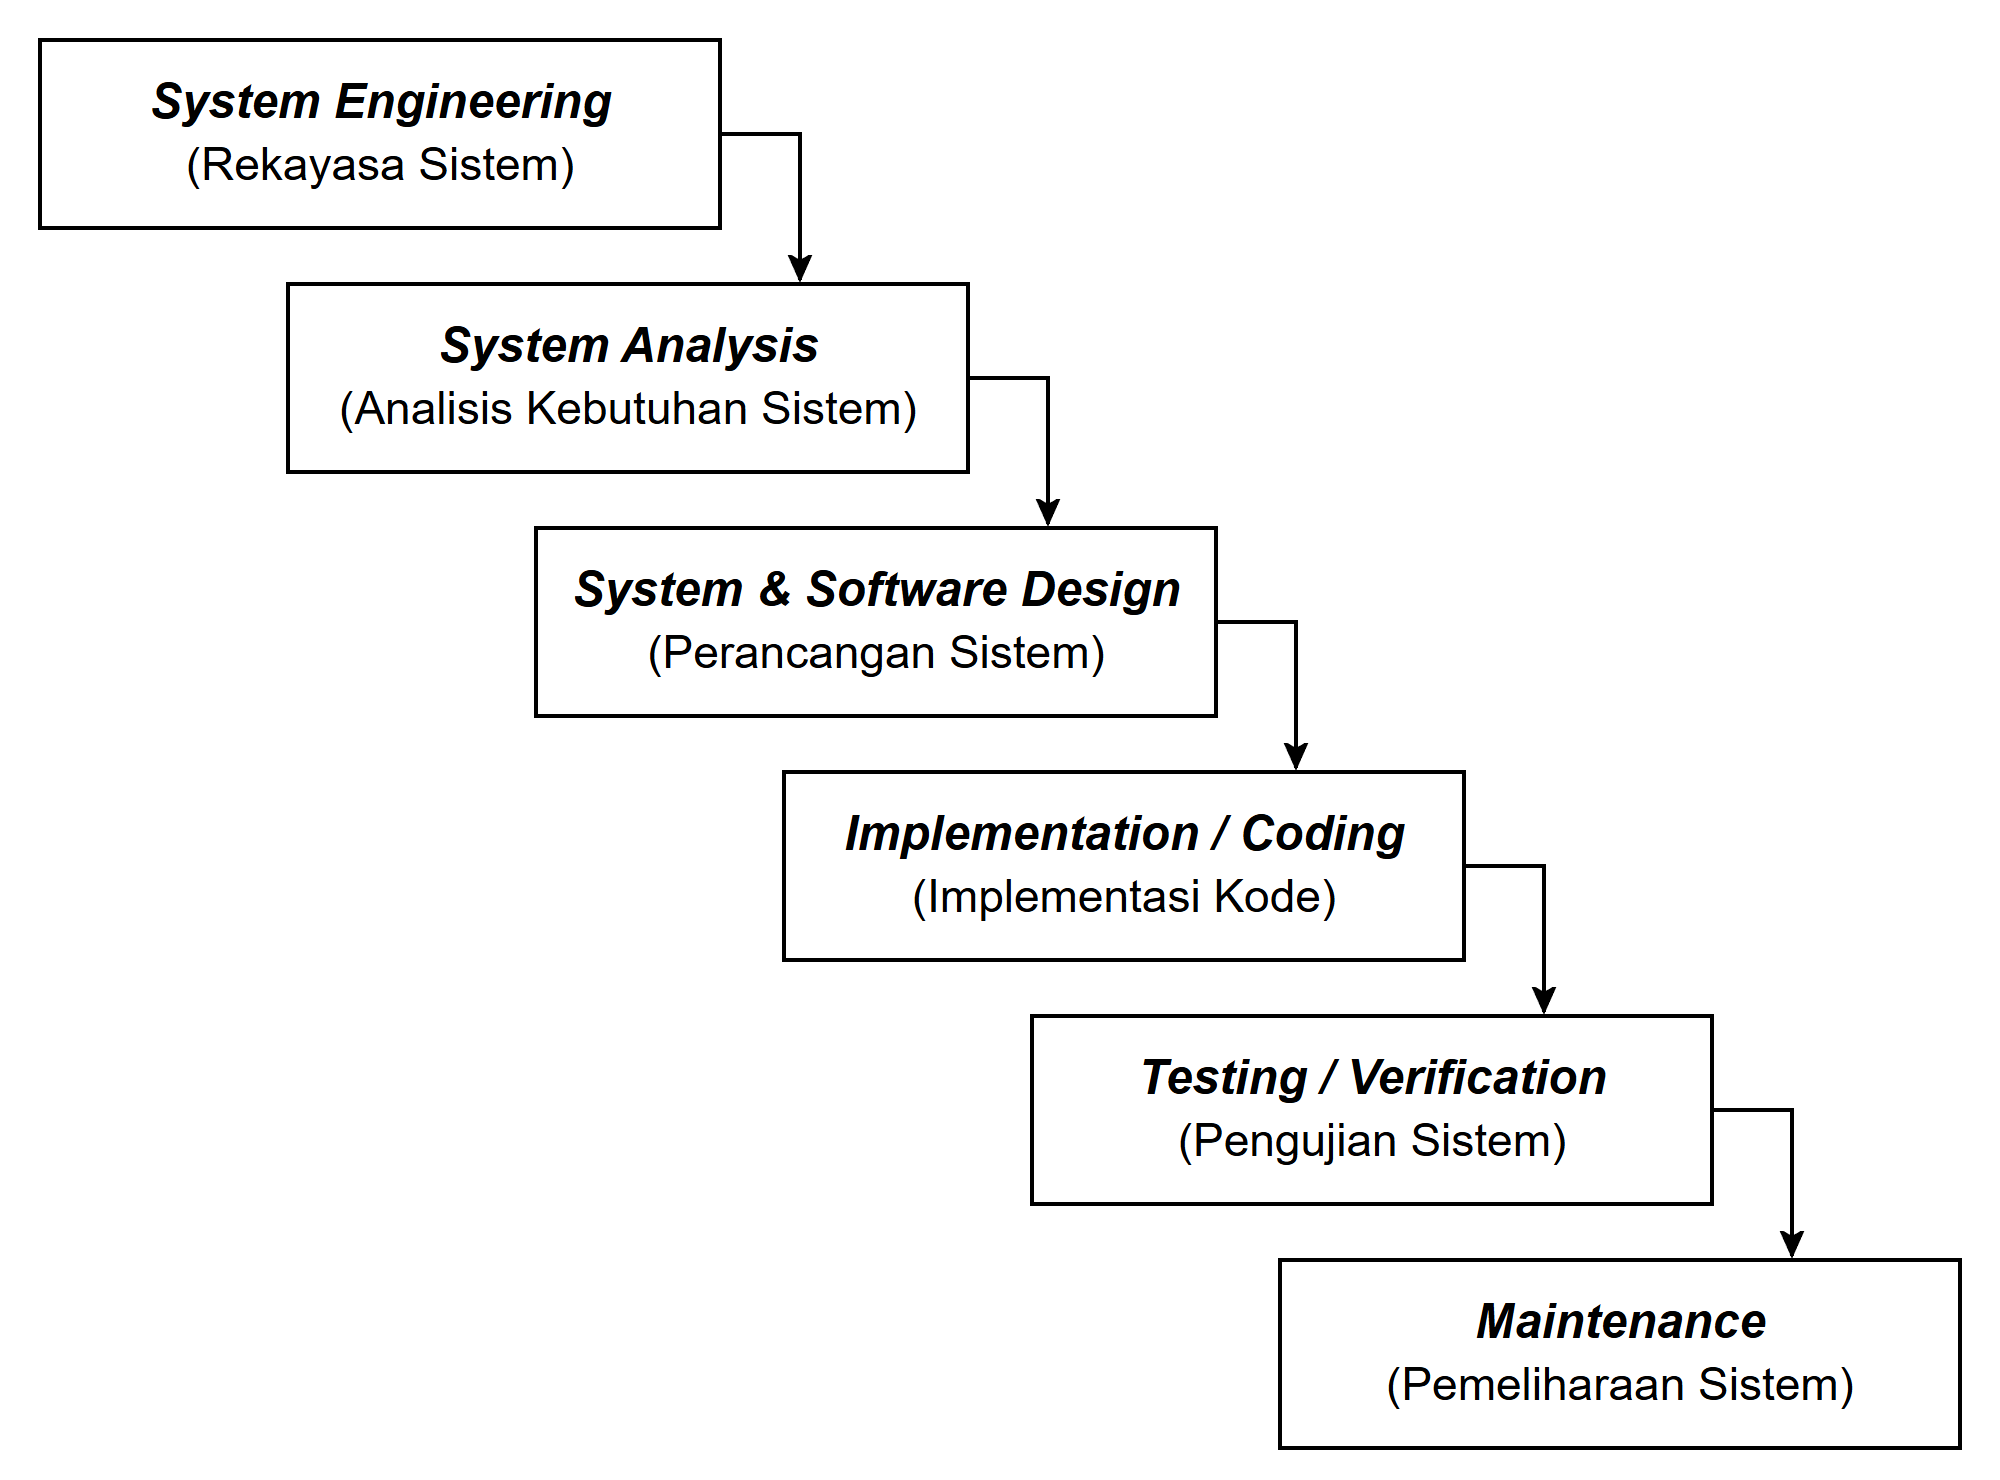 System Engineering
(Rekayasa Sistem)
System Analysis
(Analisis Kebutuhan Sistem)
System & Software Design
(Perancangan Sistem)
Implementation / Coding
(Implementasi Kode)
Testing / Verification
(Pengujian Sistem)
Maintenance
(Pemeliharaan Sistem)